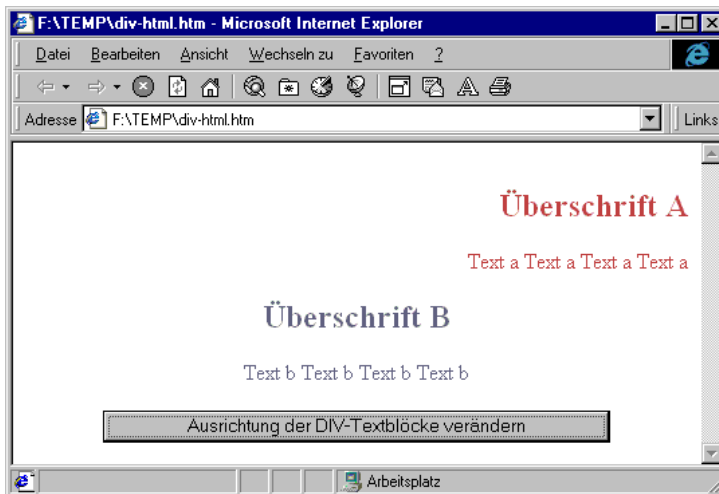 F:\TEMP\div-html.htm - Microsoft Internet Explorer
Datei Bearbeiten Ansicht Wechseln zu Favoriten ?
Adresse F:\TEMP\div-html.htm Links
Überschrift A
Text a Text a Text a Text a
Überschrift B
Text b Text b Text b Text b
Ausrichtung der DIV-Textblöcke verändern
Arbeitsplatz